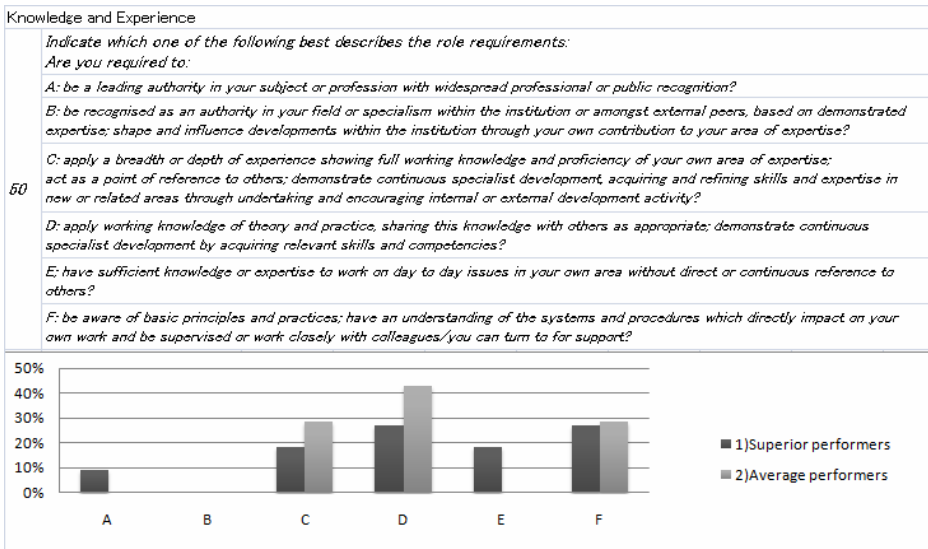 Knowledge and Experience
50
Indicate which one of the following best describes the role requirements:
Are you required to:
A: be a leading authority in your subject or profession with widespread professional or public recognition?
B: be recognised as an authority in your field or specialism within the institution or amongst external peers, based on demonstrated
expertise; shape and influence developments within the institution through your own contribution to your area of expertise?
C: apply a breadth or depth of experience showing full working knowledge and proficiency of your own area of expertise;
act as a point of reference to others; demonstrate continuous specialist development, acquiring and refining skills and expertise in
new or related areas through undertaking and encouraging internal or external development activity?
D: apply working knowledge of theory and practice, sharing this knowledge with others as appropriate; demonstrate continuous
specialist development by acquiring relevant skills and competencies?
E; have sufficient knowledge or expertise to work on day to day issues in your own area without direct or continuous reference to
others?
F: be aware of basic principles and practices; have an understanding of the systems and procedures which directly impact on your
own work and be supervised or work closely with colleagues/you can turn to for support?
50%
40%
30%
20%
10%
0%
A B C D E F
1)Superior performers
2)Average performers